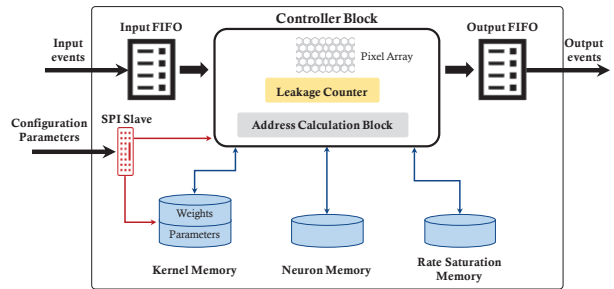 Controller Block
Input FIFO
Output FIFO
Input
events
Pixel Array
Output
events
Leakage Counter
Configuration
Parameters
SPI Slave
Address Calculation Block
Weights
Parameters
Kernel Memory
Neuron Memory
Rate Saturation
Memory